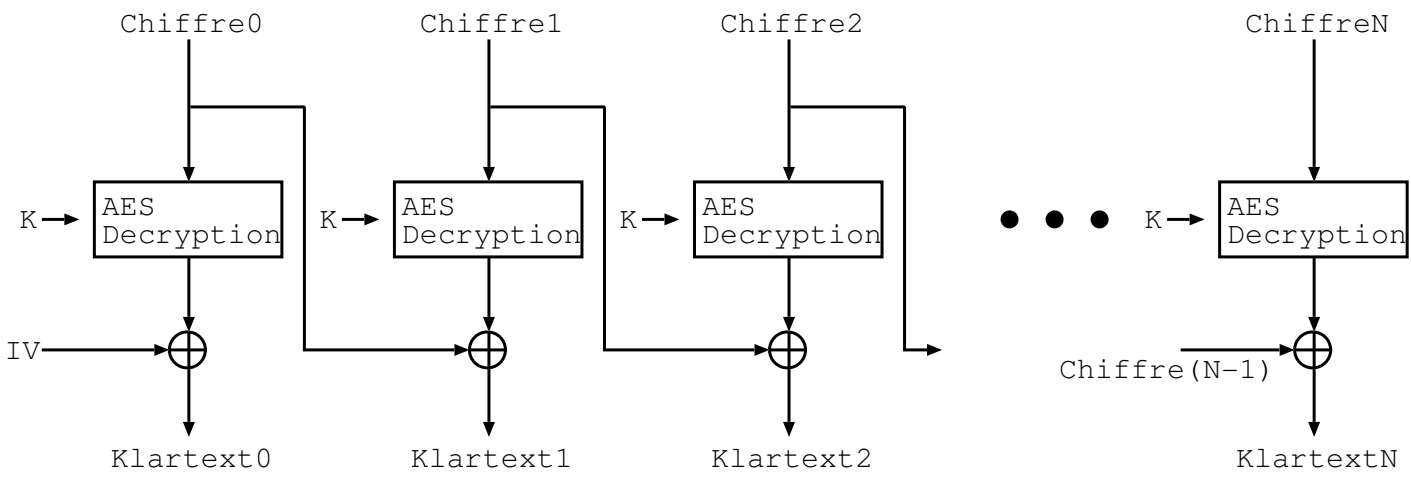 Chiffre0 Chiffre1 Chiffre2 ChiffreN
K AES Decryption K AES Decryption K AES Decryption K AES Decryption
IV
Chiffre(N-1)
Klartext0 Klartext1 Klartext2 KlartextN